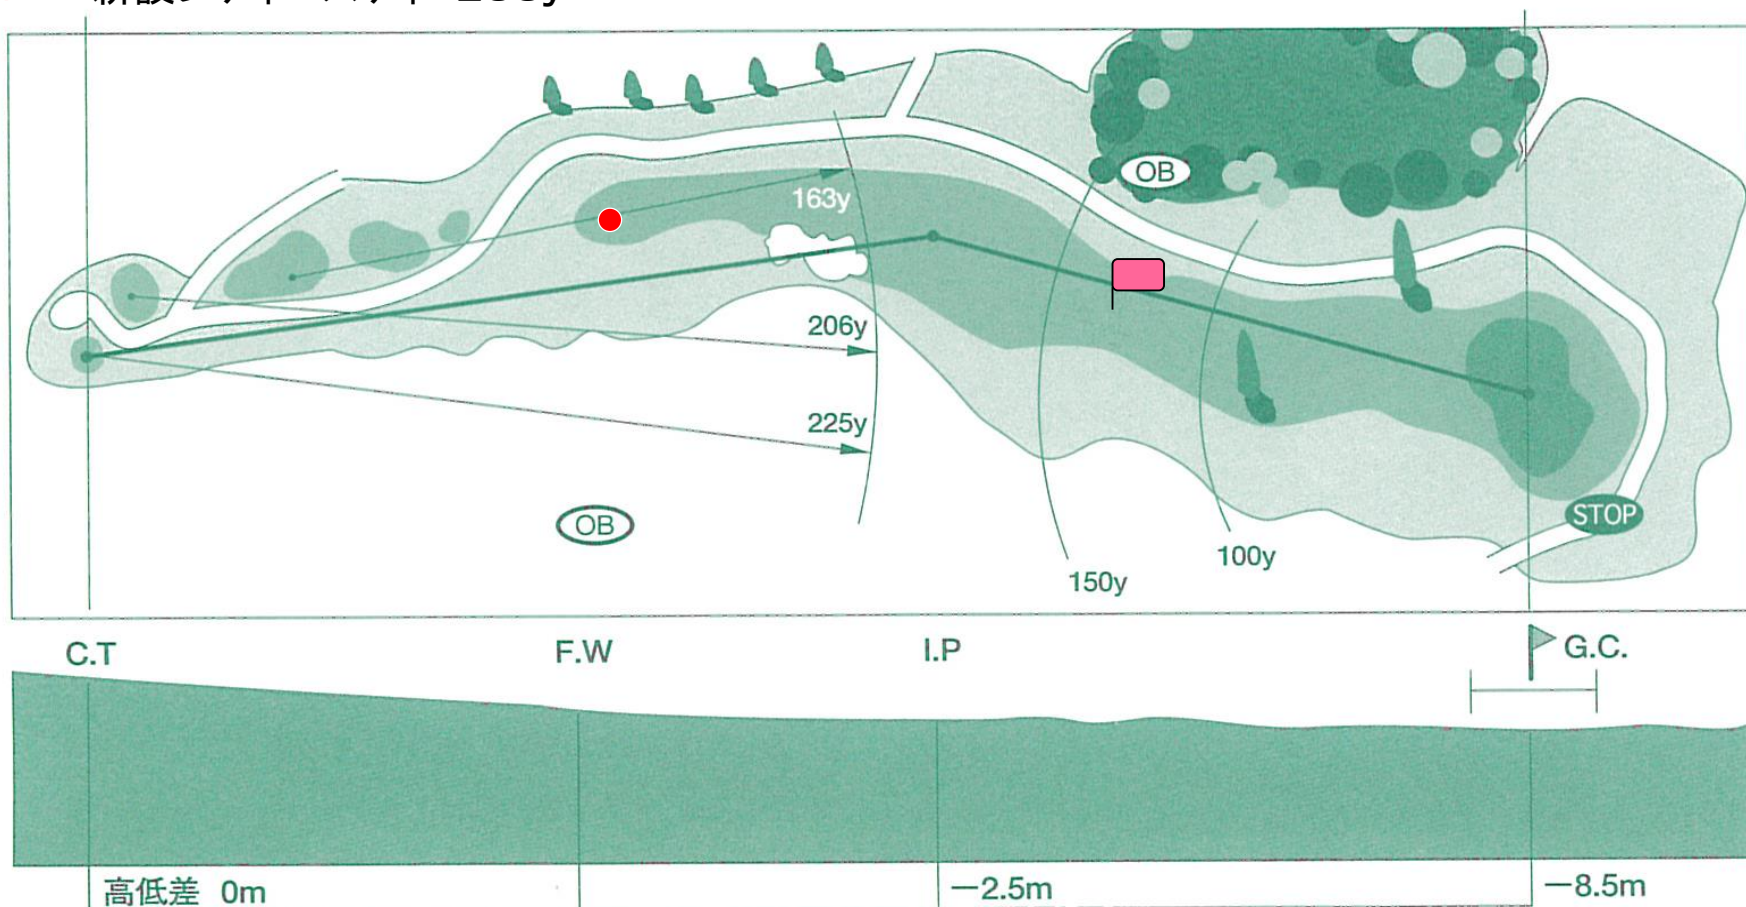 OB
163y
206y
225y
OB
150y
100y
STOP
C.T
F.W
I.P
G.C.
高低差 0m
−2.5m
−8.5m